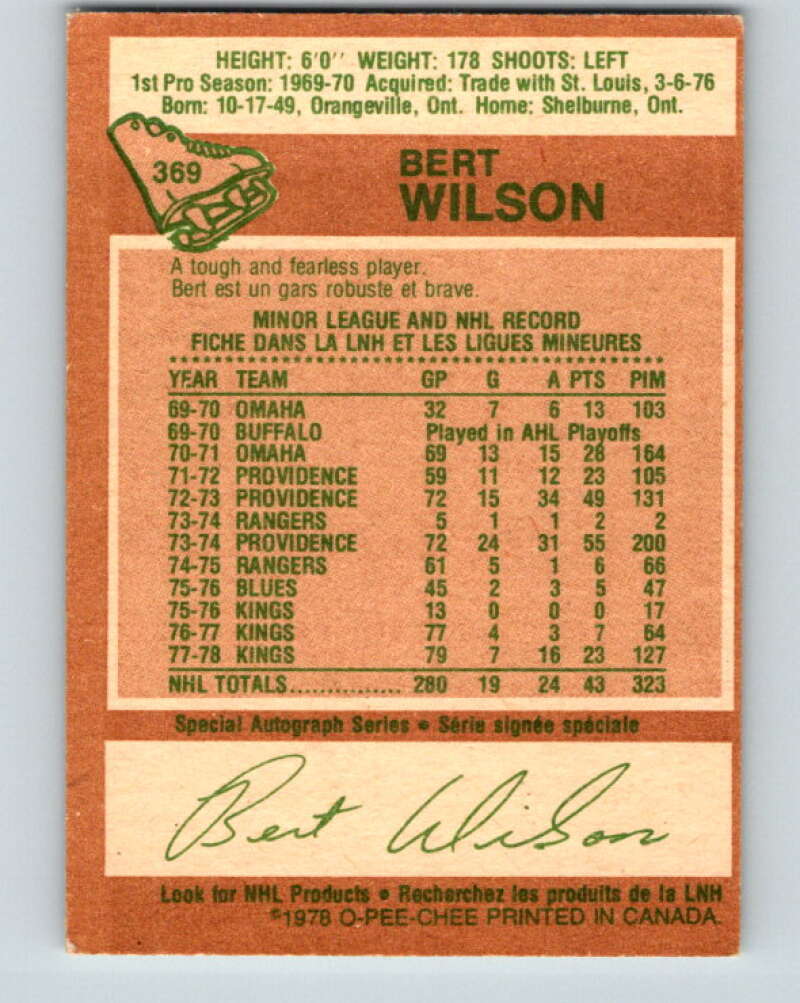 HEIGHT: 6'0'' WEIGHT: 178 SHOOTS: LEFT
1st Pro Season: 1969-70 Acquired: Trade with St. Louis, 3-6-76
Born: 10-17-49, Orangeville, Ont. Home: Shelburne, Ont.
369
BERT
WILSON
A tough and fearless player.
Bert est un gars robuste et brave.
MINOR LEAGUE AND NHL RECORD
FICHE DANS LA LNH ET LES LIGUES MINEURES
YEAR TEAM GP G A PTS PIM
69-70 OMAHA 32 7 6 13 103
69-70 BUFFALO Played in AHL Playoffs
70-71 OMAHA 69 13 15 28 164
71-72 PROVIDENCE 59 11 12 23 105
72-73 PROVIDENCE 72 15 34 49 131
73-74 RANGERS 5 1 1 2 2
73-74 PROVIDENCE 72 24 31 55 200
74-75 RANGERS 61 5 1 6 66
75-76 BLUES 45 2 3 5 47
75-76 KINGS 13 0 0 0 17
76-77 KINGS 77 4 3 7 64
77-78 KINGS 79 7 16 23 127
NHL TOTALS............... 280 19 24 43 323
Special Autograph Series • Série signée spéciale
Bert Wilson
Look for NHL Products • Recherchez les produits de la LNH
©1978 O-PEE-CHEE PRINTED IN CANADA.